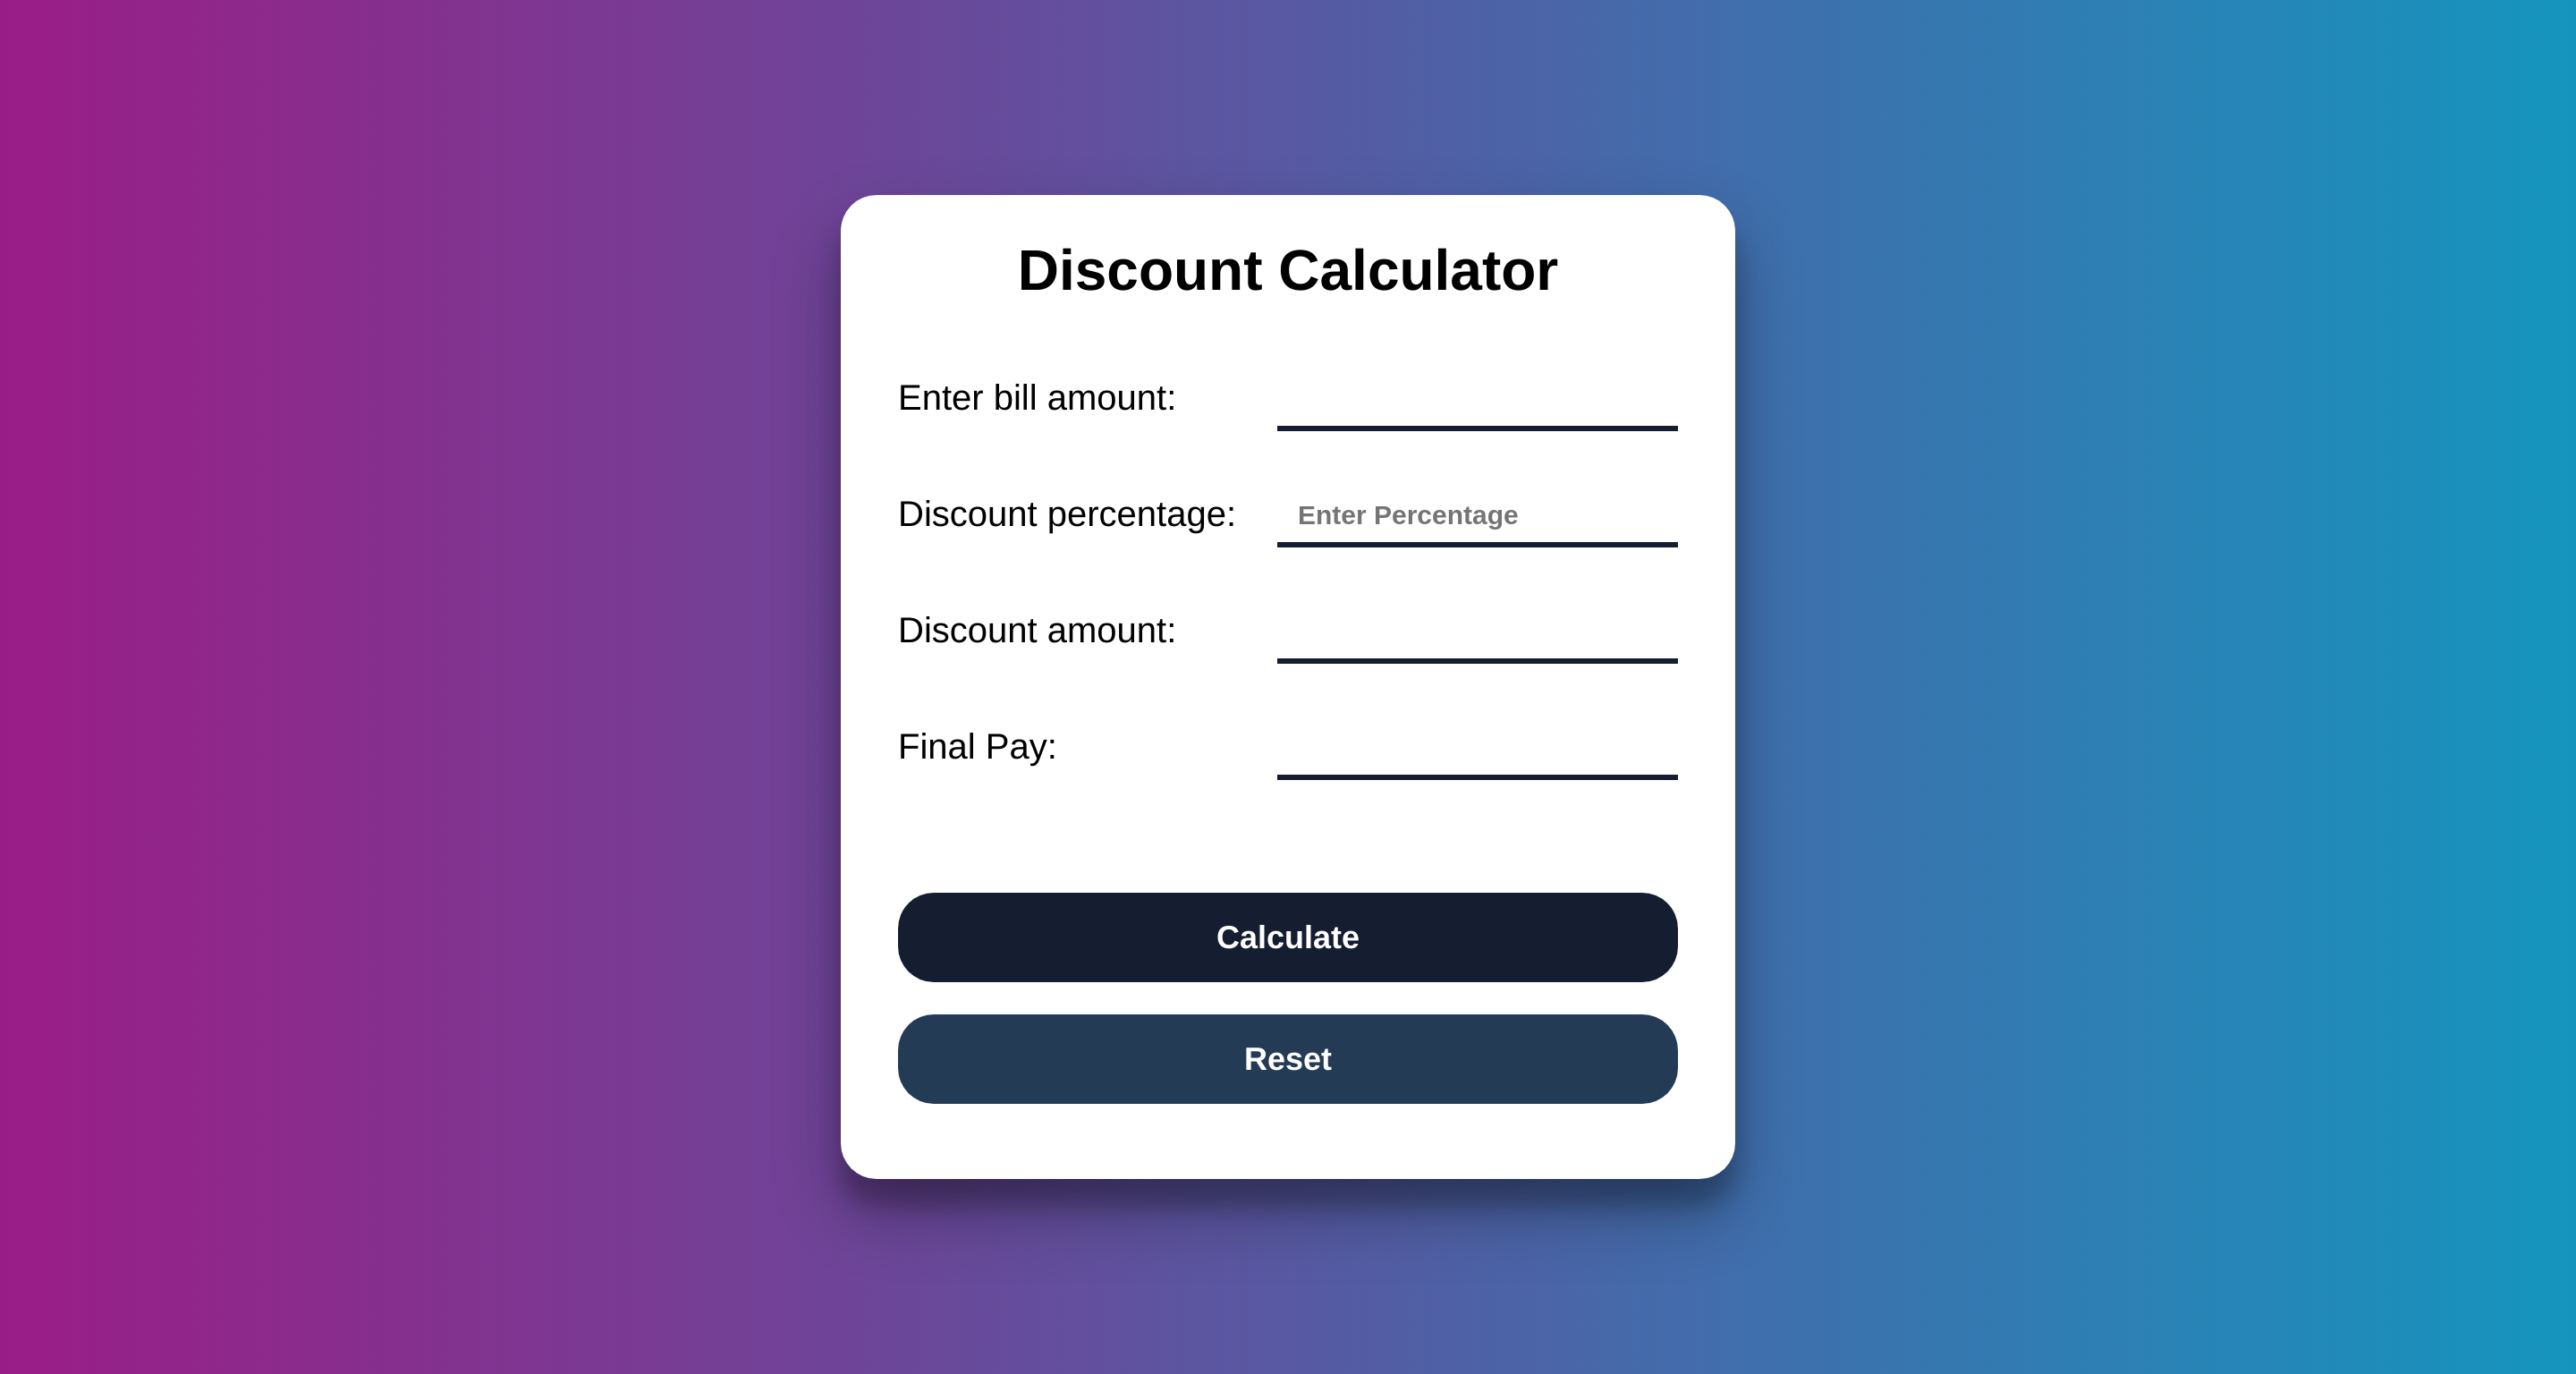 Discount Calculator
Enter bill amount:
Discount percentage: Enter Percentage
Discount amount:
Final Pay:
Calculate
Reset